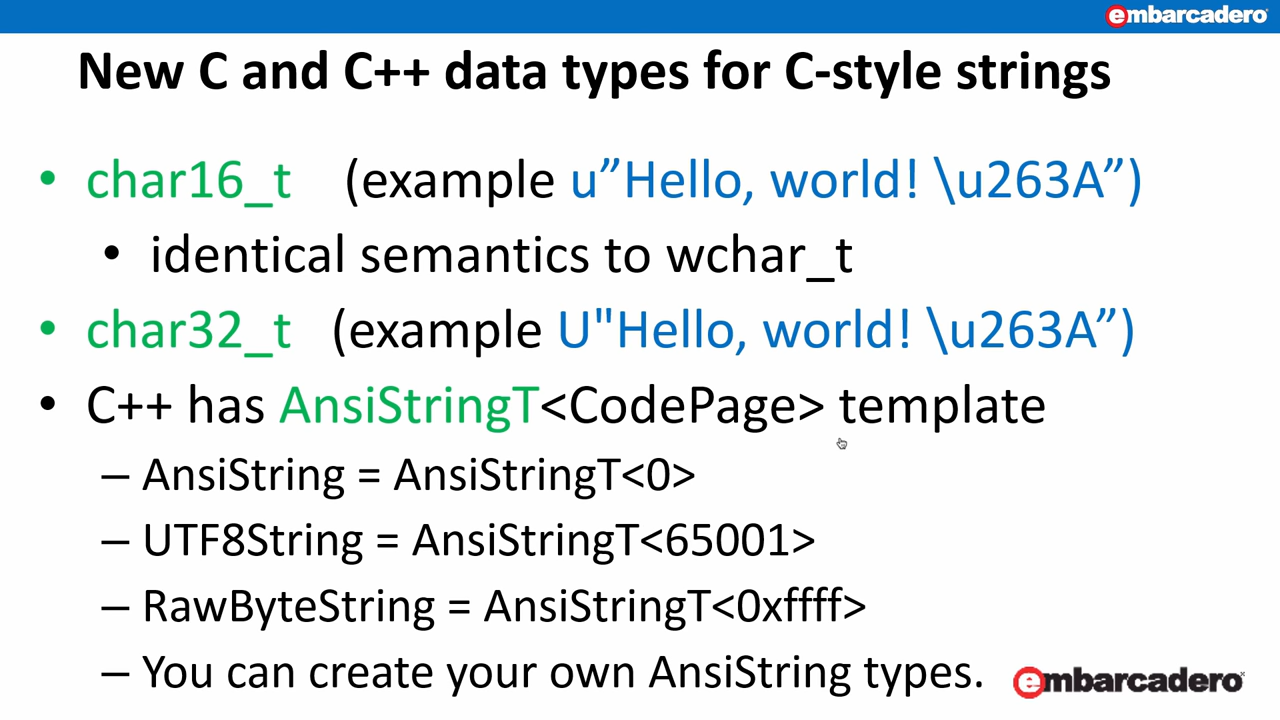 embarcadero
New C and C++ data types for C-style strings
• char16_t (example u”Hello, world! \u263A”)
• identical semantics to wchar_t
• char32_t (example U"Hello, world! \u263A”)
• C++ has AnsiStringT<CodePage> template
– AnsiString = AnsiStringT<0>
– UTF8String = AnsiStringT<65001>
– RawByteString = AnsiStringT<0xffff>
– You can create your own AnsiString types.
embarcadero